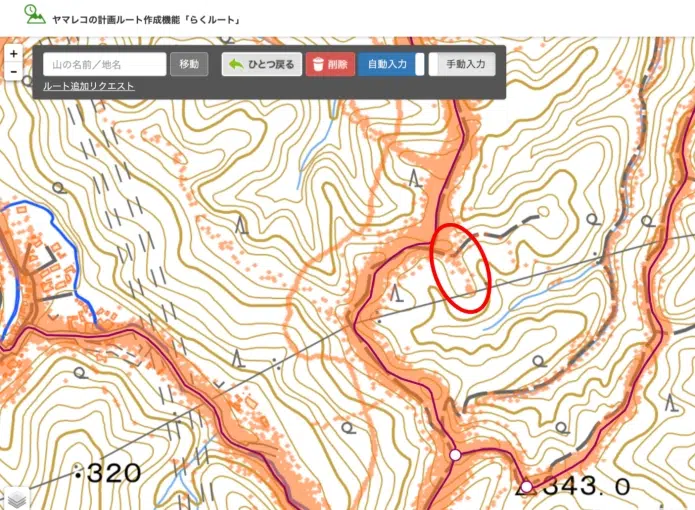 ヤマレコの計画ルート作成機能「らくルート」
+
山の名前／地名 移動 ひとつ戻る 削除 自動入力 手動入力
-
ルート追加リクエスト
320
343.0